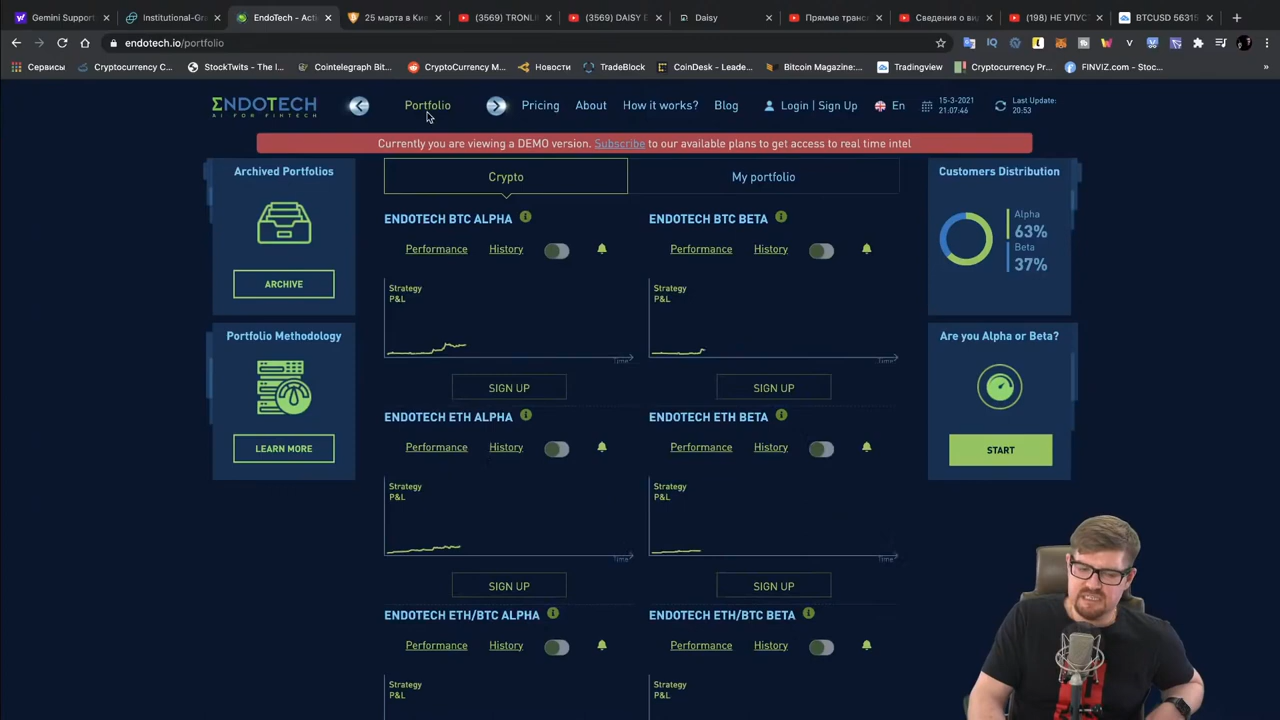 Gemini Support
Institutional-Gra
EndoTech - Acti
25 марта в Кие
(3569) TRONLI
(3569) DAISY E
Daisy
Прямые транс
Сведения о ви
(198) НЕ УПУС
BTCUSD 56315
endotech.io/portfolio
Сервисы
Cryptocurrency C...
StockTwits - The l...
Cointelegraph Bit...
CryptoCurrency M...
Новости
TradeBlock
CoinDesk - Leade...
Bitcoin Magazine:...
Tradingview
Cryptocurrency Pr...
FINVIZ.com - Stoc...
ENDOTECH
AI FOR FINTECH
Portfolio
Pricing
About
How it works?
Blog
Login | Sign Up
En
15-3-2021
21:07:46
Last Update:
20:53
Currently you are viewing a DEMO version. Subscribe to our available plans to get access to real time intel
Archived Portfolios
ARCHIVE
Portfolio Methodology
LEARN MORE
Crypto
My portfolio
ENDOTECH BTC ALPHA
Performance
History
Strategy
P&L
Time
SIGN UP
ENDOTECH BTC BETA
Performance
History
Strategy
P&L
Time
SIGN UP
ENDOTECH ETH ALPHA
Performance
History
Strategy
P&L
Time
SIGN UP
ENDOTECH ETH BETA
Performance
History
Strategy
P&L
Time
SIGN UP
ENDOTECH ETH/BTC ALPHA
Performance
History
Strategy
P&L
ENDOTECH ETH/BTC BETA
Performance
History
Strategy
P&L
Customers Distribution
Alpha
63%
Beta
37%
Are you Alpha or Beta?
START